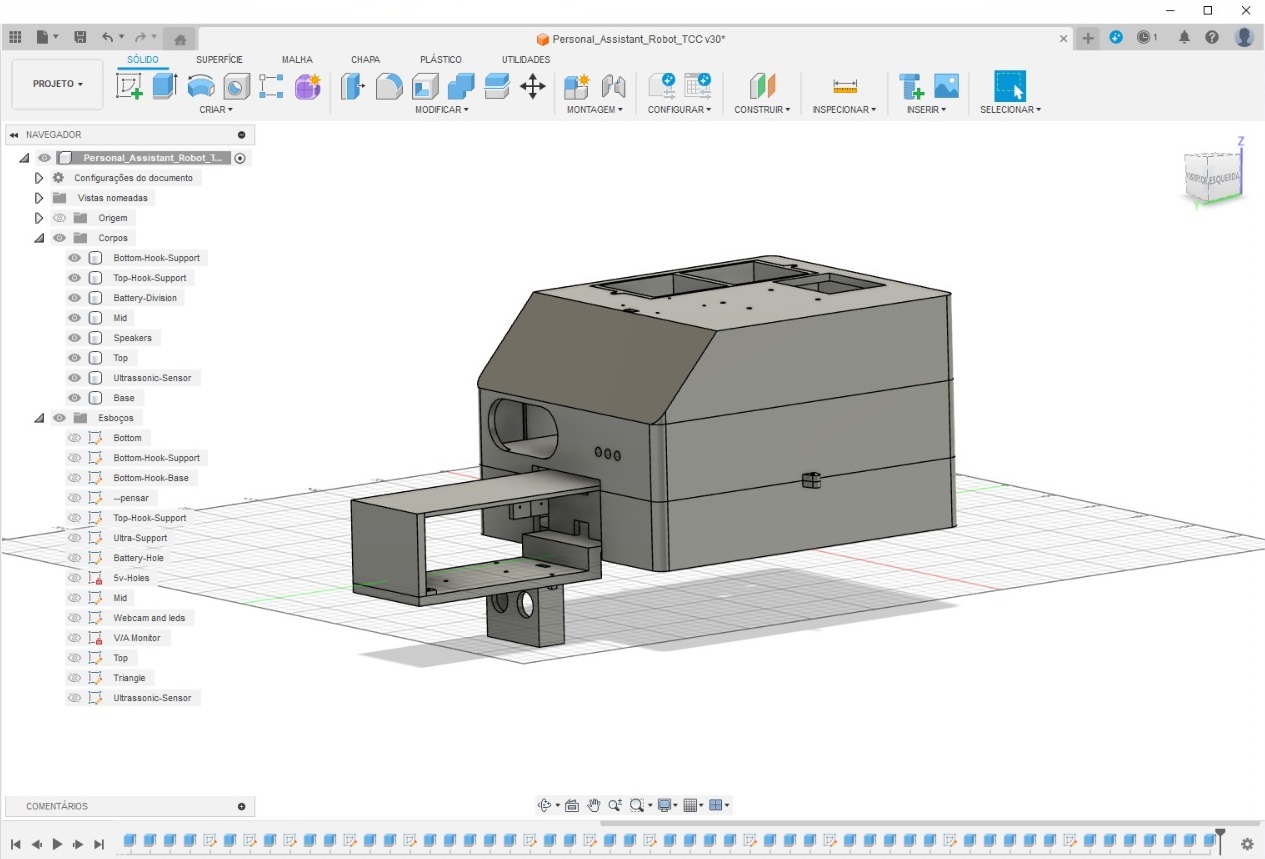 Personal_Assistant_Robot_TCC v30*
1
PROJETO
SÓLIDO
SUPERFÍCIE
MALHA
CHAPA
PLÁSTICO
UTILIDADES
CRIAR
MODIFICAR
MONTAGEM
CONFIGURAR
CONSTRUIR
INSPECIONAR
INSERIR
SELECIONAR
NAVEGADOR
Personal_Assistant_Robot_T...
Configurações do documento
Vistas nomeadas
Origem
Corpos
Bottom-Hook-Support
Top-Hook-Support
Battery-Division
Mid
Speakers
Top
Ultrassonic-Sensor
Base
Esboços
Bottom
Bottom-Hook-Support
Bottom-Hook-Base
--pensar
Top-Hook-Support
Ultra-Support
Battery-Hole
5v-Holes
Mid
Webcam and leds
V/A Monitor
Top
Triangle
Ultrassonic-Sensor
Z
ESQUERDA
Y
COMENTÁRIOS